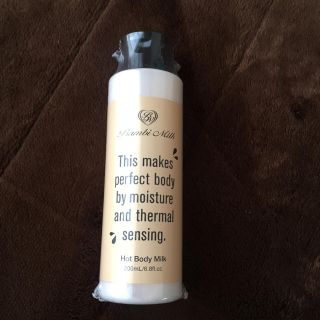 Bambi Milk
This makes
perfect body
by moisture
and thermal
sensing.
Hot Body Milk
200mL/6.8fl.oz